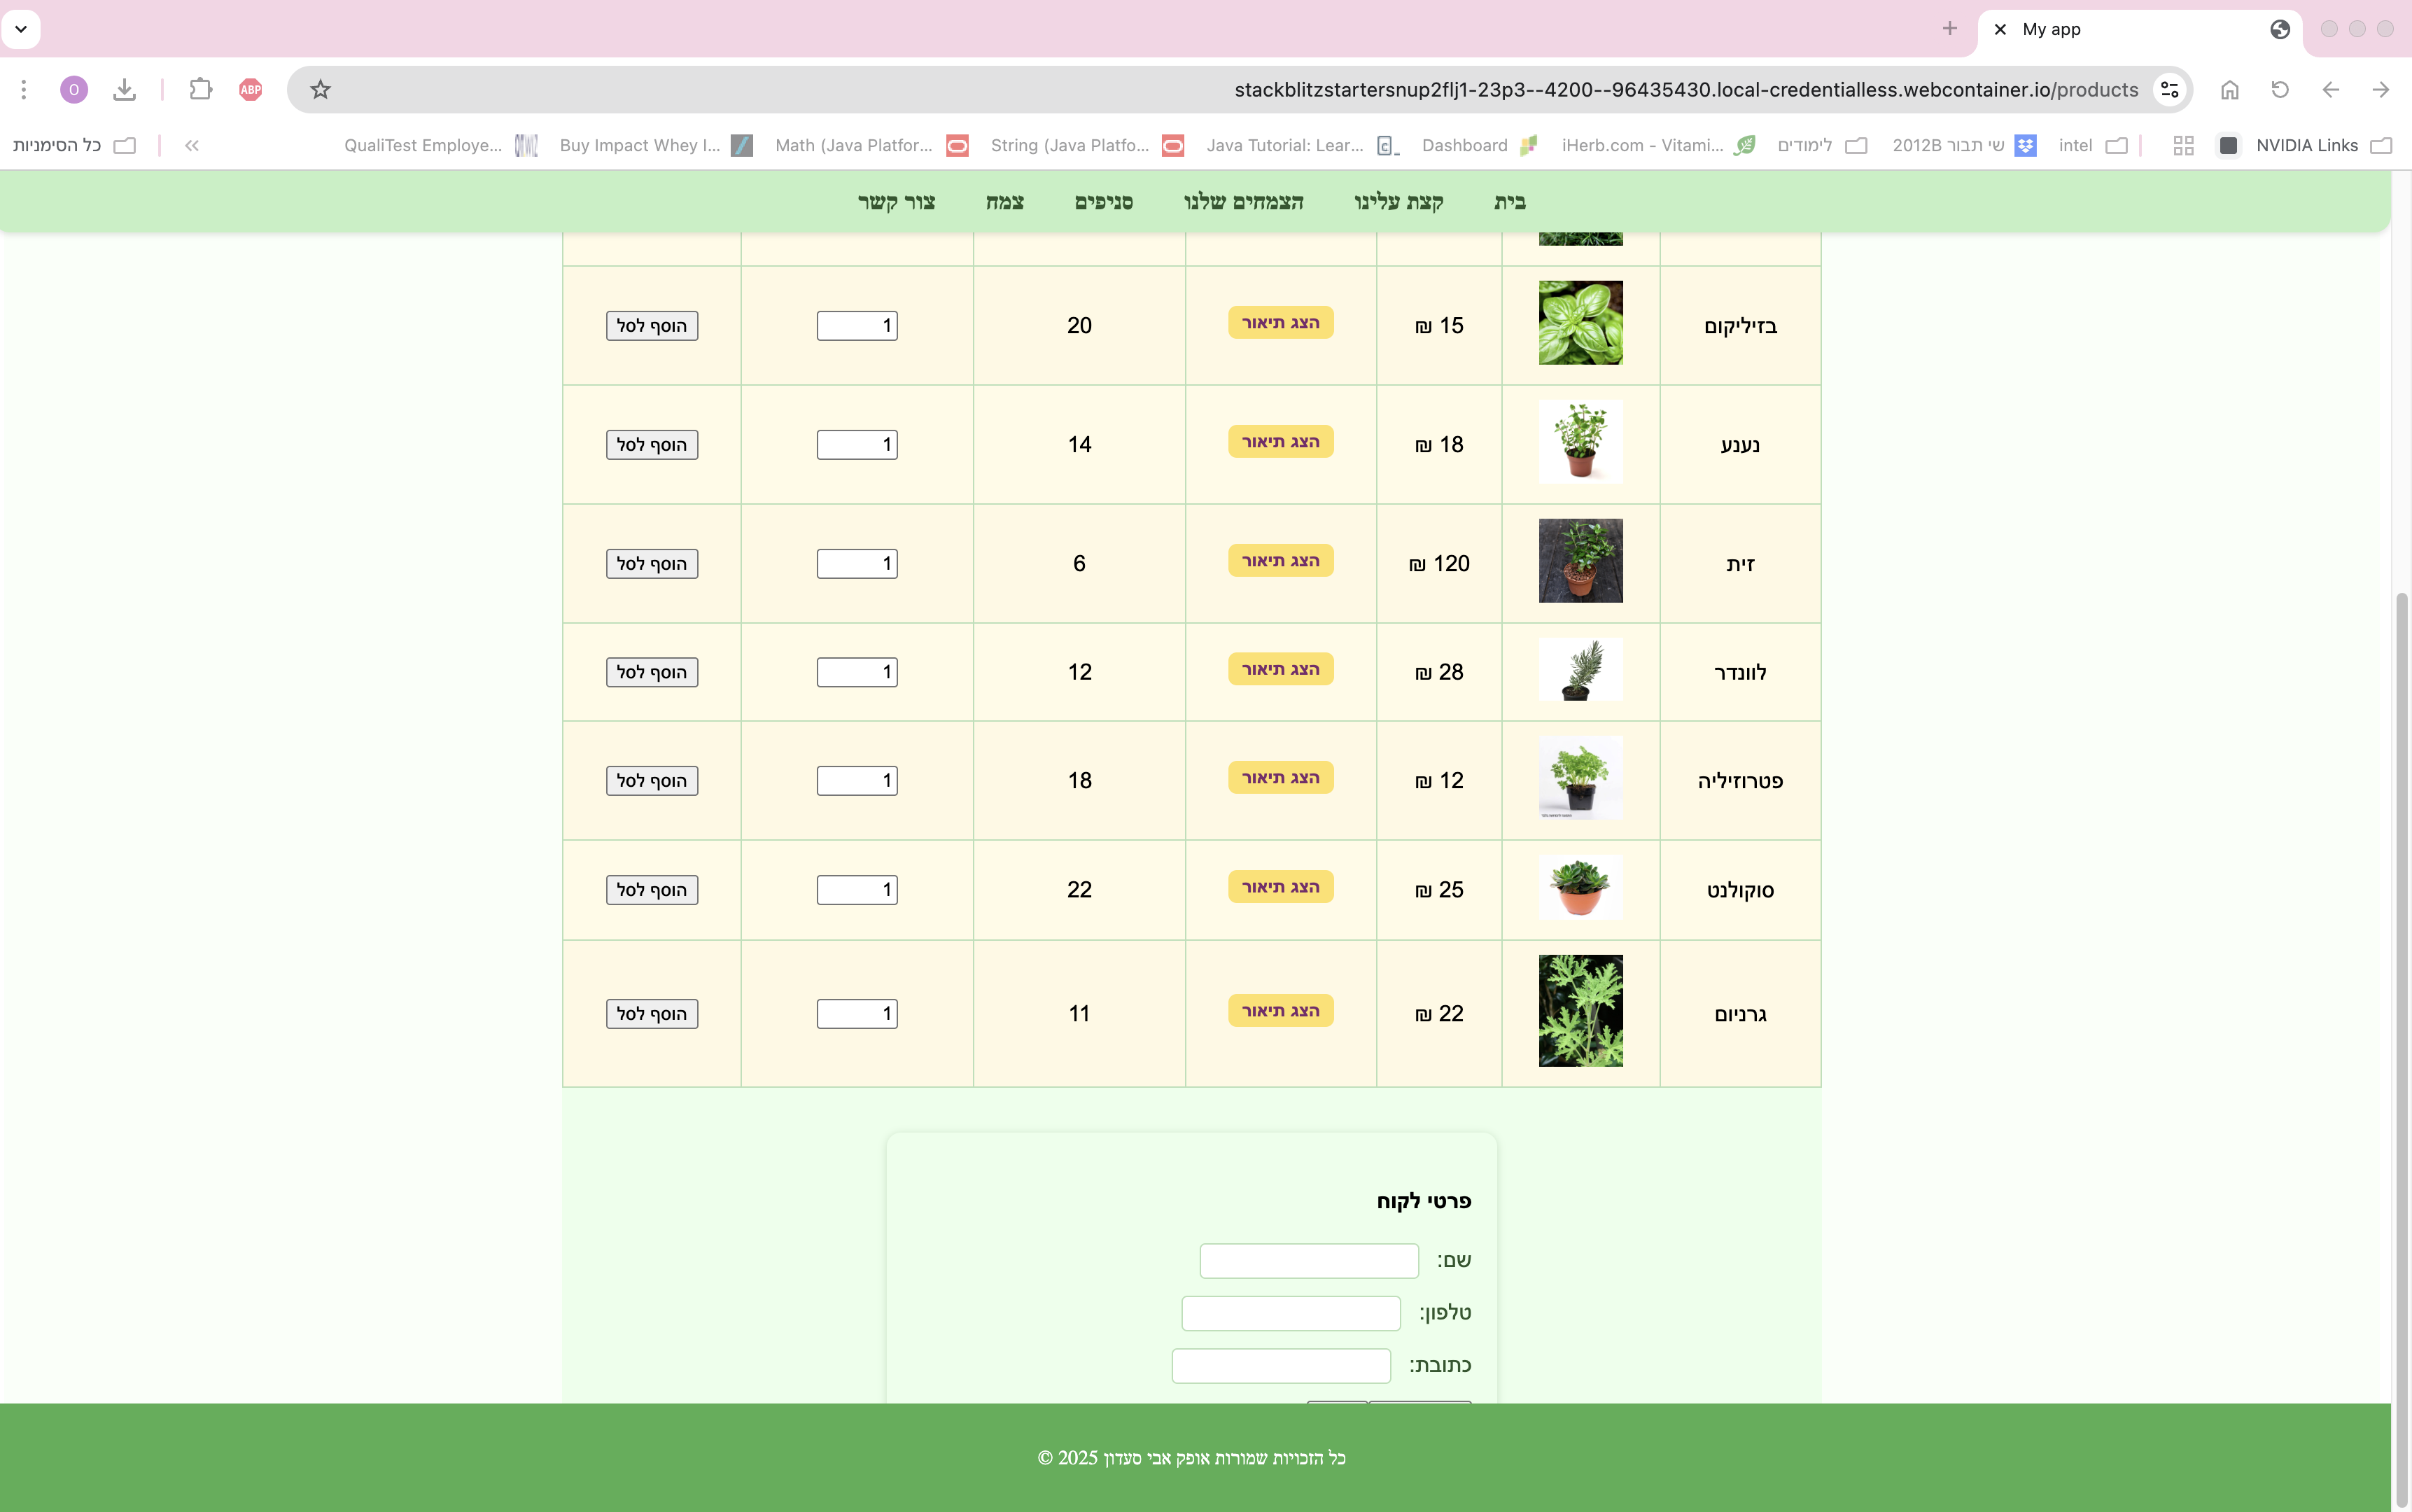 My app
O
ABP
stackblitzstartersnup2flj1-23p3--4200--96435430.local-credentialless.webcontainer.io/products
NVIDIA Links
intel
שי תבור 2012B
לימודים
iHerb.com - Vitami...
Dashboard
Java Tutorial: Lear...
String (Java Platfo...
Math (Java Platfor...
Buy Impact Whey I...
QualiTest Employe...
כל הסימניות
בית קצת עלינו הצמחים שלנו סניפים צמח צור קשר
בזיליקום 15 ₪ הצג תיאור 20 1 הוסף לסל
נענע 18 ₪ הצג תיאור 14 1 הוסף לסל
זית 120 ₪ הצג תיאור 6 1 הוסף לסל
לוונדר 28 ₪ הצג תיאור 12 1 הוסף לסל
פטרוזיליה 12 ₪ הצג תיאור 18 1 הוסף לסל
סוקולנט 25 ₪ הצג תיאור 22 1 הוסף לסל
גרניום 22 ₪ הצג תיאור 11 1 הוסף לסל
פרטי לקוח
שם:
טלפון:
כתובת:
כל הזכויות שמורות אופק אבי סעדון 2025 ©